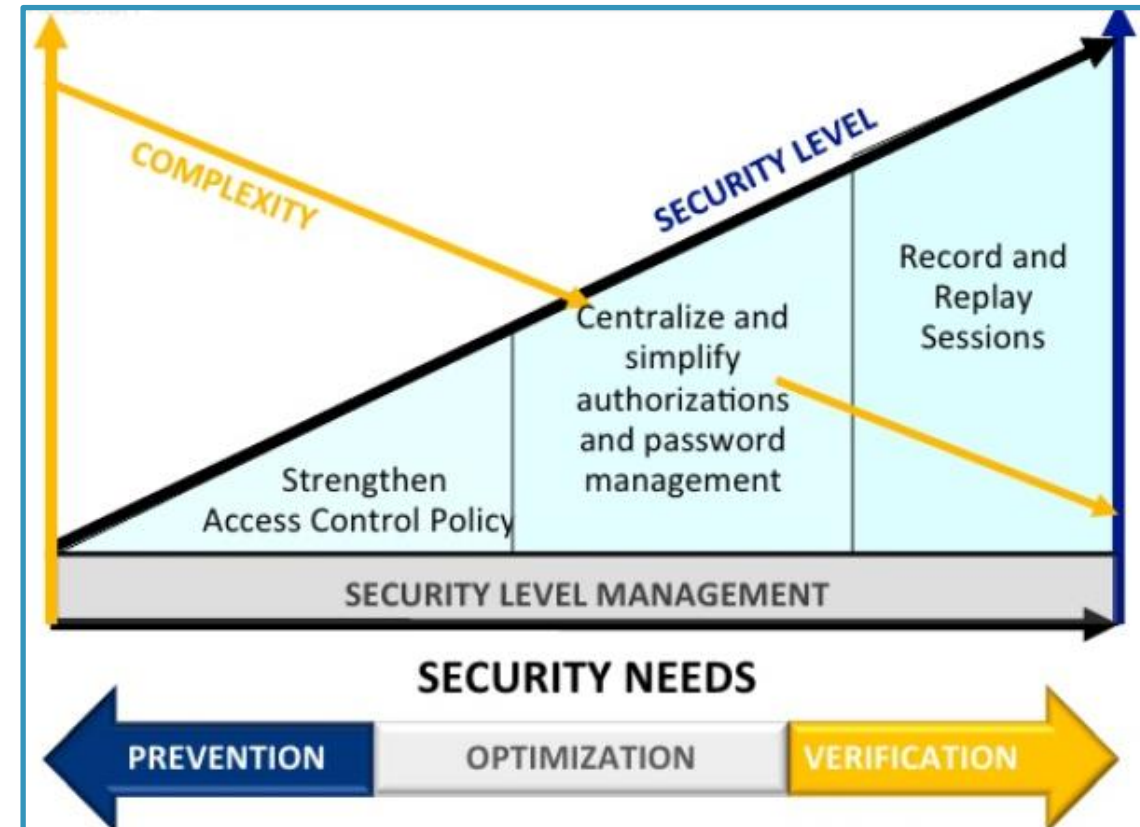 COMPLEXITY
SECURITY LEVEL
Record and
Replay
Sessions
Centralize and
simplify
authorizations
and password
management
Strengthen
Access Control Policy
SECURITY LEVEL MANAGEMENT
SECURITY NEEDS
PREVENTION
OPTIMIZATION
VERIFICATION